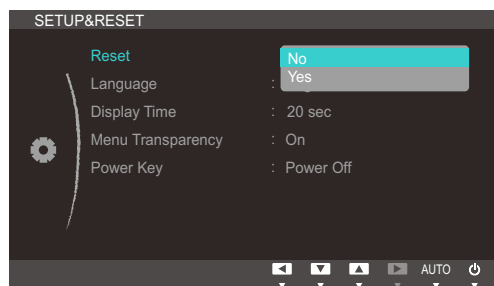 SETUP&RESET
Reset
No
Yes
Language :
Display Time : 20 sec
Menu Transparency : On
Power Key : Power Off
AUTO